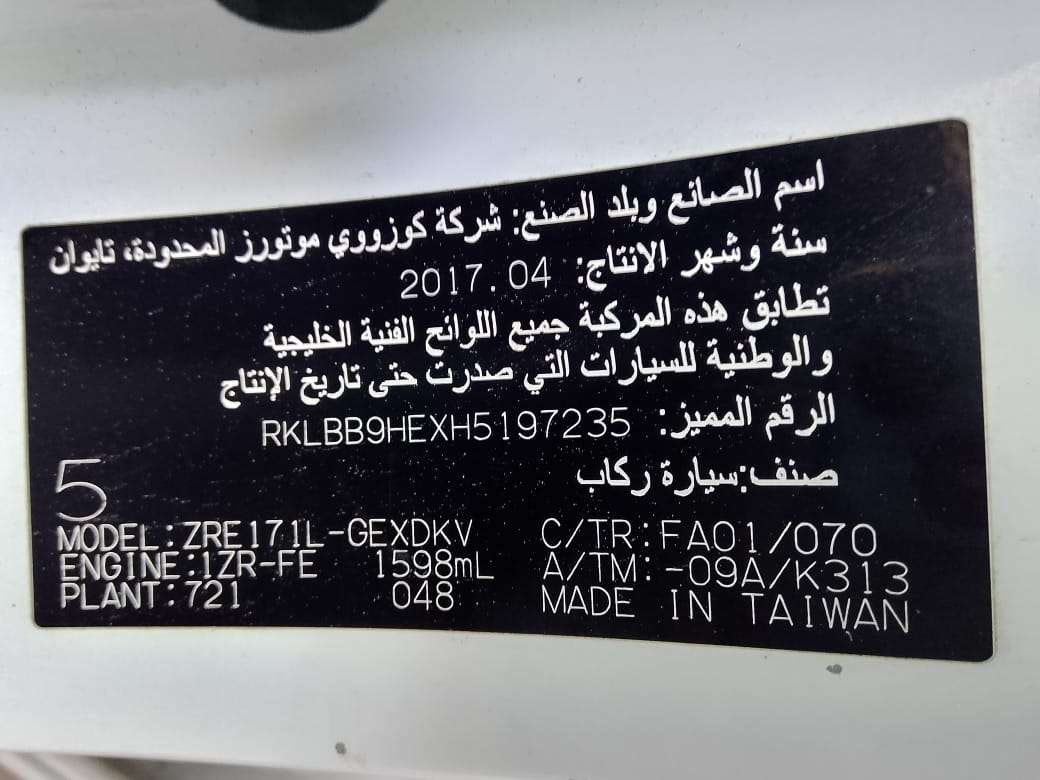 اسم الصانع وبلد الصنع: شركة كوزووي موتورز المحدودة، تايوان
سنة وشهر الانتاج: 2017.04
تطابق هذه المركبة جميع اللوائح الفنية الخليجية
والوطنية للسيارات التي صدرت حتى تاريخ الإنتاج
الرقم المميز: RKLBB9HEXH5197235
صنف:سيارة ركاب
5
MODEL:ZRE171L-GEXDKV C/TR:FA01/070
ENGINE:1ZR-FE 1598mL A/TM:-09A/K313
PLANT:721 048 MADE IN TAIWAN